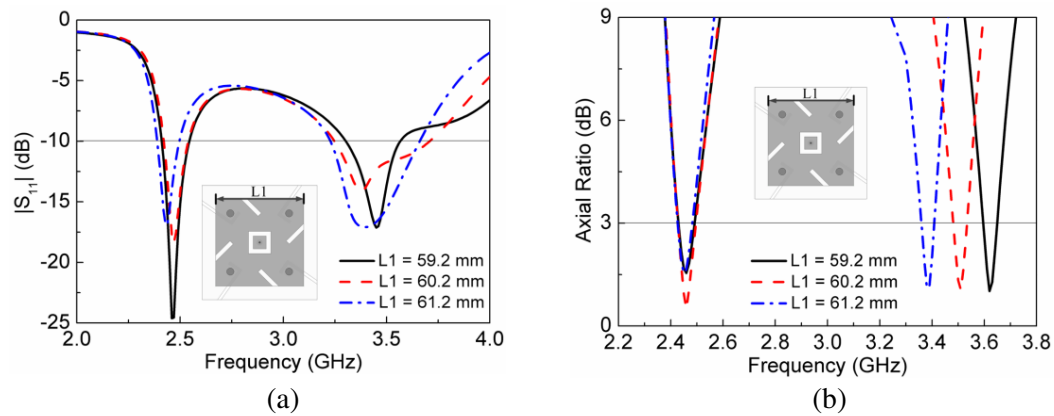 0
-5
-10
-15
-20
-25
|S11| (dB)
L1
L1 = 59.2 mm
L1 = 60.2 mm
L1 = 61.2 mm
2.0 2.5 3.0 3.5 4.0
Frequency (GHz)
(a)
9
6
3
0
Axial Ratio (dB)
L1
L1 = 59.2 mm
L1 = 60.2 mm
L1 = 61.2 mm
2.2 2.4 2.6 2.8 3.0 3.2 3.4 3.6 3.8
Frequency (GHz)
(b)